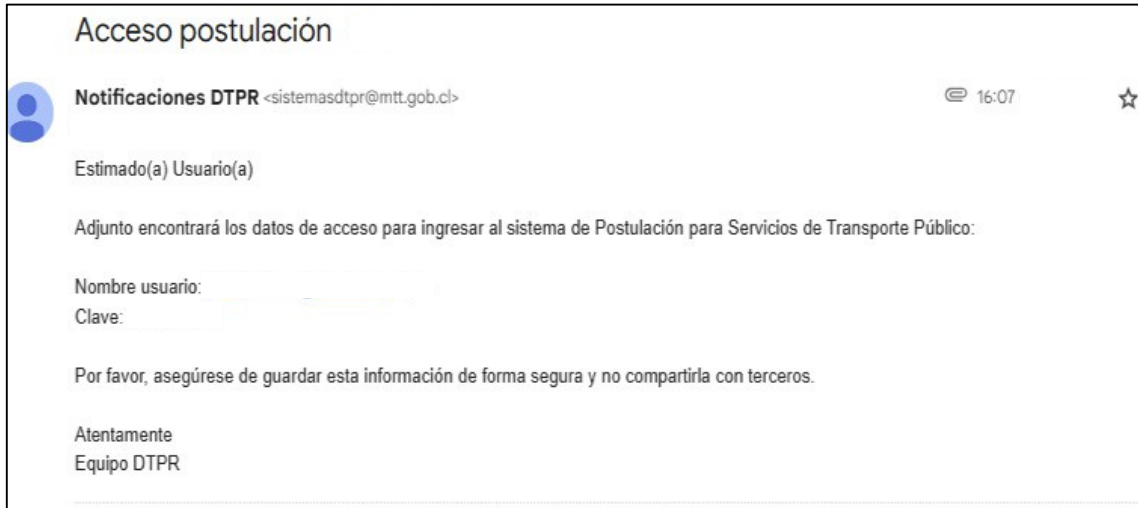 Acceso postulación
Notificaciones DTPR <sistemasdtpr@mtt.gob.cl> 16:07
Estimado(a) Usuario(a)
Adjunto encontrará los datos de acceso para ingresar al sistema de Postulación para Servicios de Transporte Público:
Nombre usuario:
Clave:
Por favor, asegúrese de guardar esta información de forma segura y no compartirla con terceros.
Atentamente
Equipo DTPR